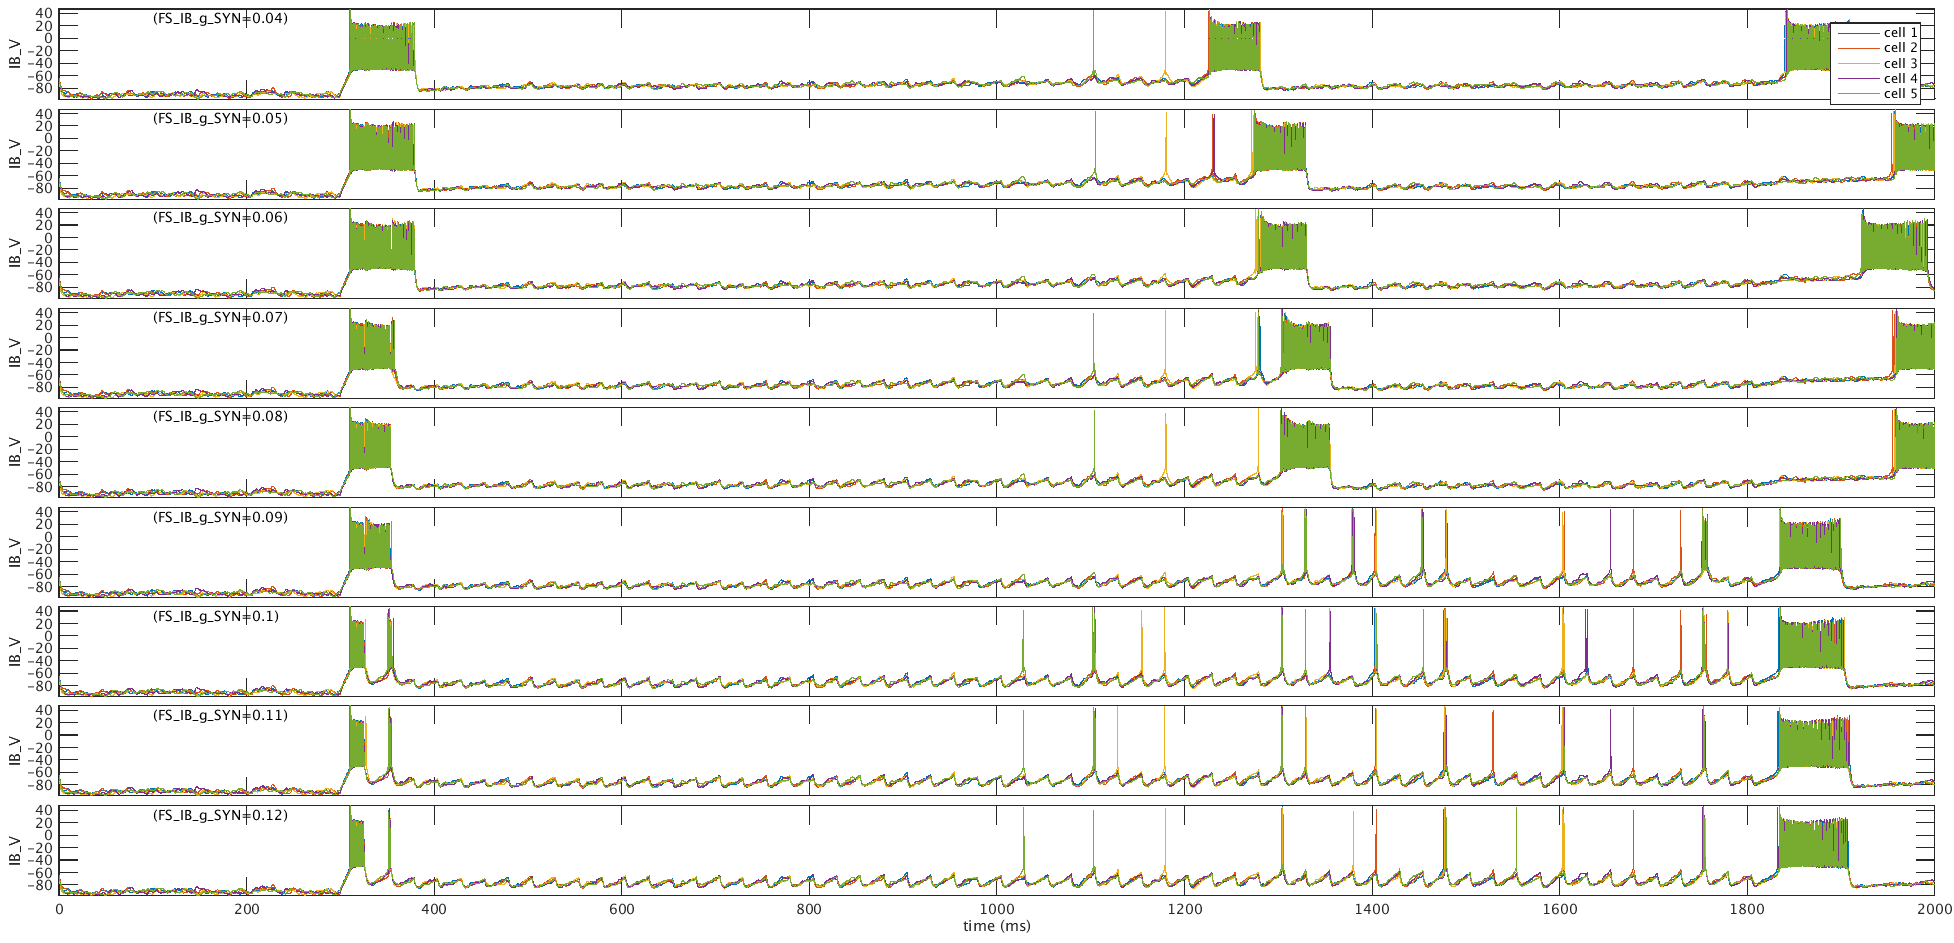 (FS_IB_g_SYN=0.04)
IB_V
40
20
0
−20
−40
−60
−80
cell 1
cell 2
cell 3
cell 4
cell 5
(FS_IB_g_SYN=0.05)
IB_V
40
20
0
−20
−40
−60
−80
(FS_IB_g_SYN=0.06)
IB_V
40
20
0
−20
−40
−60
−80
(FS_IB_g_SYN=0.07)
IB_V
40
20
0
−20
−40
−60
−80
(FS_IB_g_SYN=0.08)
IB_V
40
20
0
−20
−40
−60
−80
(FS_IB_g_SYN=0.09)
IB_V
40
20
0
−20
−40
−60
−80
(FS_IB_g_SYN=0.1)
IB_V
40
20
0
−20
−40
−60
−80
(FS_IB_g_SYN=0.11)
IB_V
40
20
0
−20
−40
−60
−80
(FS_IB_g_SYN=0.12)
IB_V
40
20
0
−20
−40
−60
−80
0 200 400 600 800 1000 1200 1400 1600 1800 2000
time (ms)